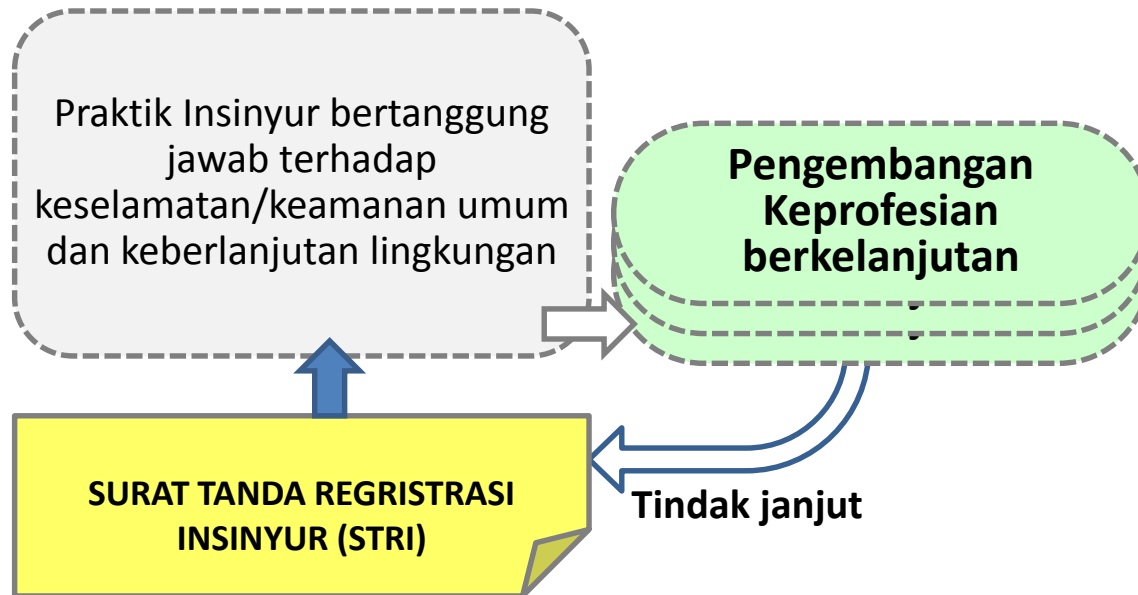 Praktik Insinyur bertanggung
jawab terhadap
keselamatan/keamanan umum
dan keberlanjutan lingkungan
Pengembangan
Keprofesian
berkelanjutan
SURAT TANDA REGRISTRASI
INSINYUR (STRI)
Tindak janjut